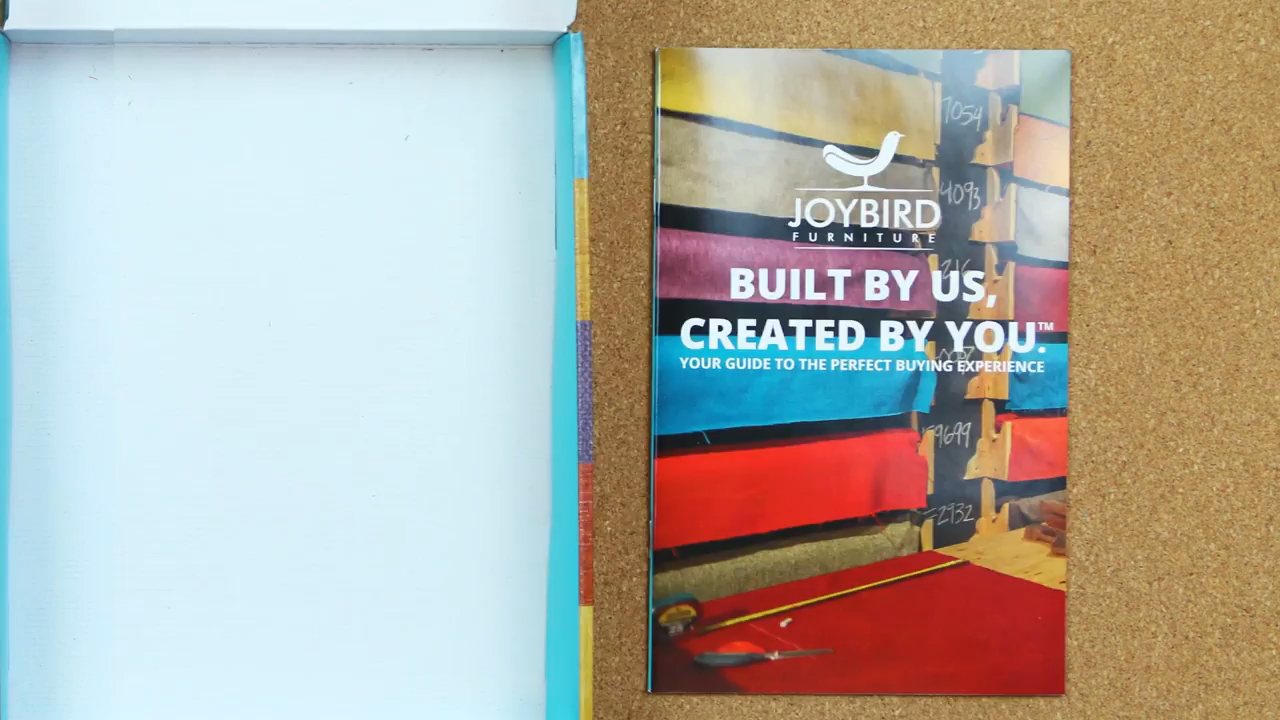 7054
4093
JOYBIRD
FURNITURE
BUILT BY US,
CREATED BY YOU.™
YOUR GUIDE TO THE PERFECT BUYING EXPERIENCE
9699
2932